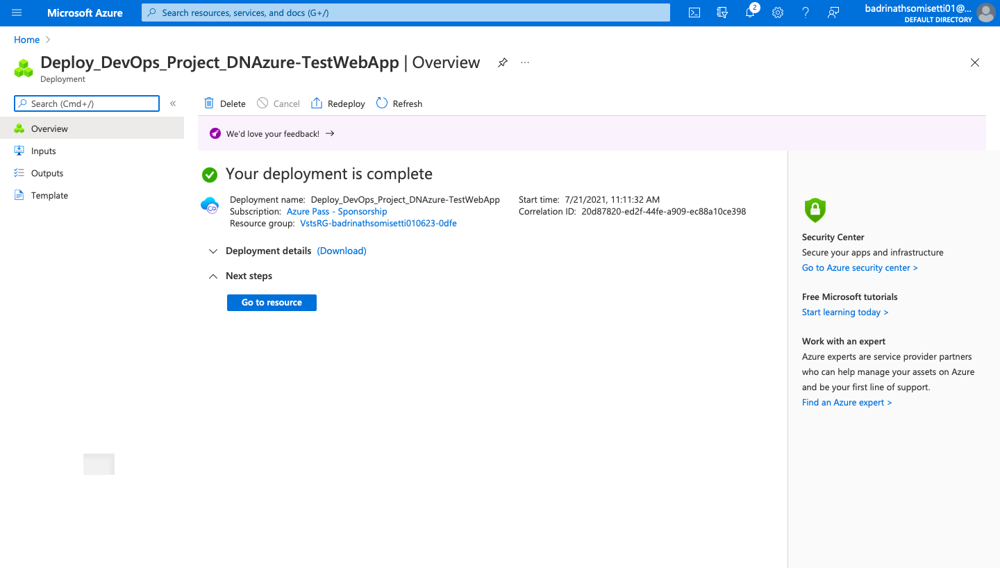 Microsoft Azure
Search resources, services, and docs (G+/)
2
badrinathsomisetti01@...
DEFAULT DIRECTORY
Home
Deploy_DevOps_Project_DNAzure-TestWebApp | Overview
...
Deployment
Search (Cmd+/)
«
Delete
Cancel
Redeploy
Refresh
Overview
Inputs
Outputs
Template
We'd love your feedback! →
Your deployment is complete
Deployment name: Deploy_DevOps_Project_DNAzure-TestWebApp
Subscription: Azure Pass - Sponsorship
Resource group: VstsRG-badrinathsomisetti010623-0dfe
Start time: 7/21/2021, 11:11:32 AM
Correlation ID: 20d87820-ed2f-44fe-a909-ec88a10ce398
Deployment details (Download)
Next steps
Go to resource
Security Center
Secure your apps and infrastructure
Go to Azure security center >
Free Microsoft tutorials
Start learning today >
Work with an expert
Azure experts are service provider partners
who can help manage your assets on Azure
and be your first line of support.
Find an Azure expert >